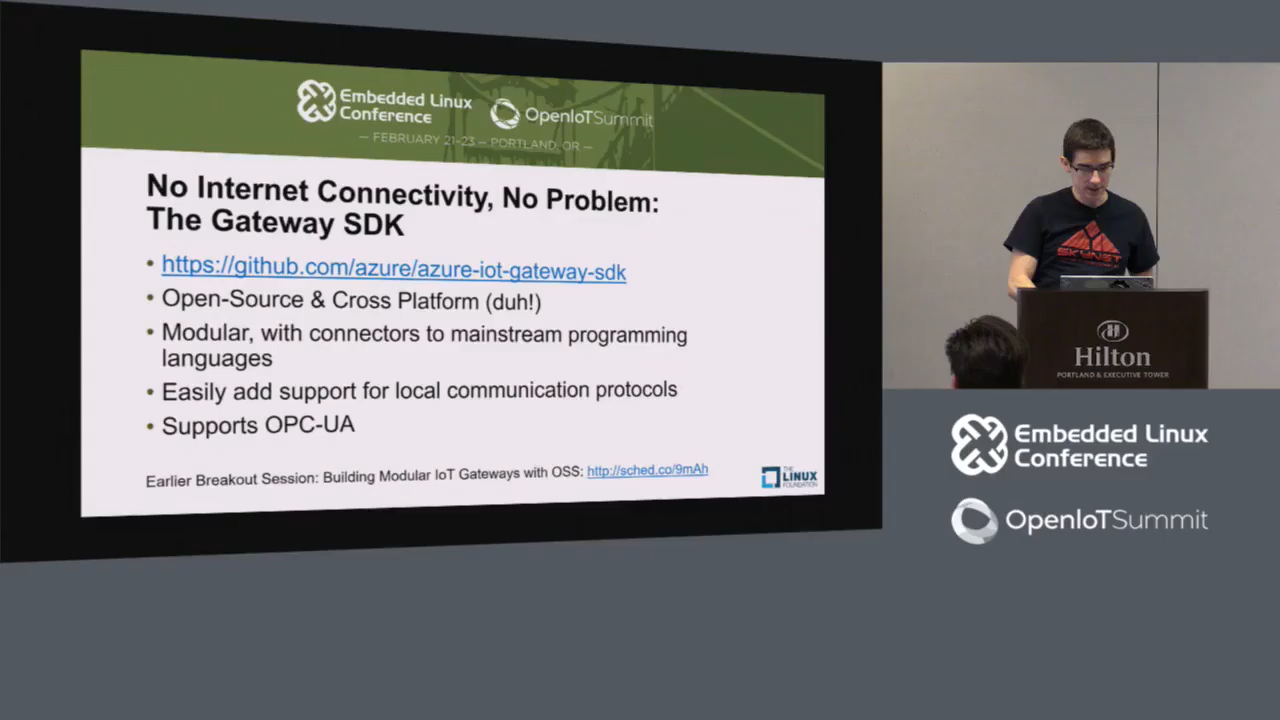 Embedded Linux
Conference
OpenIoTSummit
— FEBRUARY 21-23 — PORTLAND, OR —
No Internet Connectivity, No Problem:
The Gateway SDK
• https://github.com/azure/azure-iot-gateway-sdk
• Open-Source & Cross Platform (duh!)
• Modular, with connectors to mainstream programming
languages
• Easily add support for local communication protocols
• Supports OPC-UA
Earlier Breakout Session: Building Modular IoT Gateways with OSS: http://sched.co/9mAh
THE
LINUX
FOUNDATION
SKYNET
Hilton
PORTLAND & EXECUTIVE TOWER
Embedded Linux
Conference
OpenIoTSummit